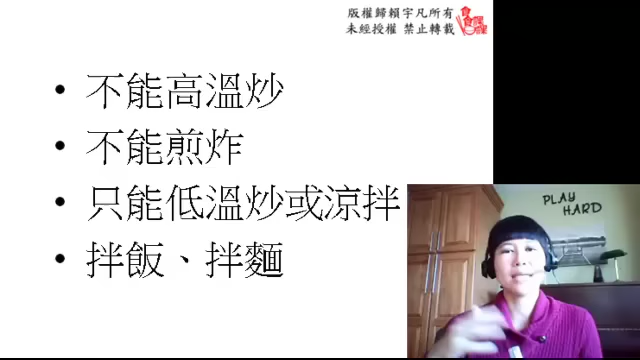 版權歸賴宇凡所有
未經授權 禁止轉載
• 不能高溫炒
• 不能煎炸
• 只能低溫炒或涼拌
• 拌飯、拌麵
PLAY
HARD